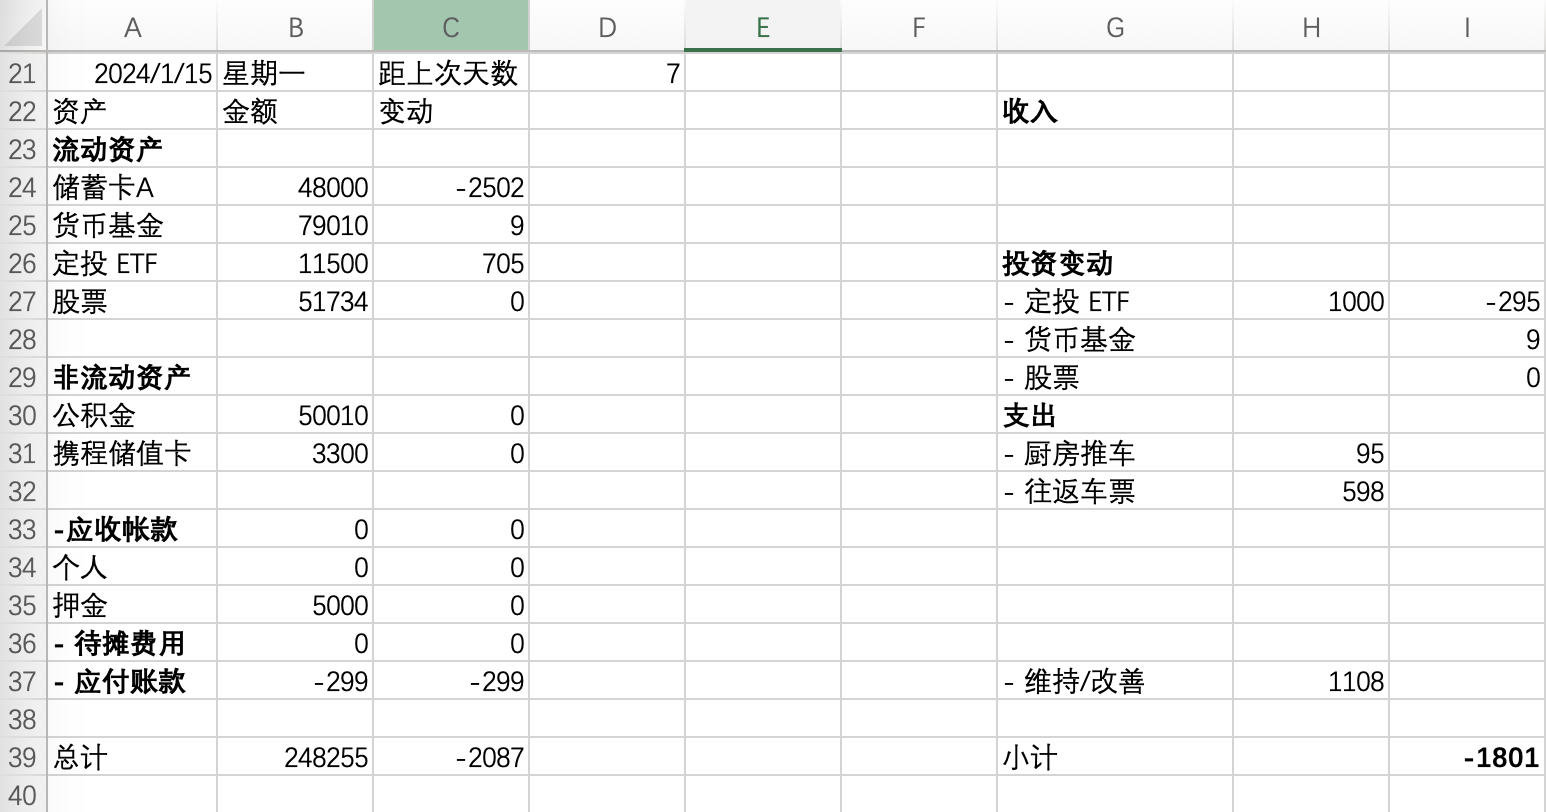 A B C D E F G H I
21 2024/1/15 星期一 距上次天数 7
22 资产 金额 变动 收入
23 流动资产
24 储蓄卡A 48000 -2502
25 货币基金 79010 9
26 定投 ETF 11500 705 投资变动
27 股票 51734 0 - 定投 ETF 1000 -295
28 - 货币基金 9
29 非流动资产 - 股票 0
30 公积金 50010 0 支出
31 携程储值卡 3300 0 - 厨房推车 95
32 - 往返车票 598
33 -应收帐款 0 0
34 个人 0 0
35 押金 5000 0
36 - 待摊费用 0 0
37 - 应付账款 -299 -299 - 维持/改善 1108
38
39 总计 248255 -2087 小计 -1801
40